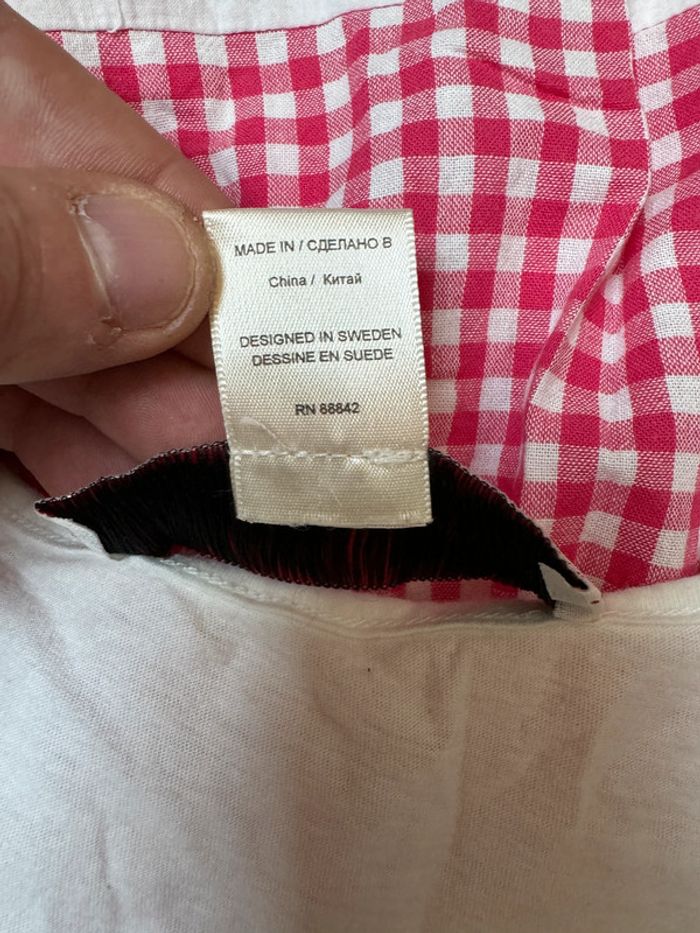 MADE IN / СДЕЛАНО В
China / Китай
DESIGNED IN SWEDEN
DESSINE EN SUEDE
RN 88842